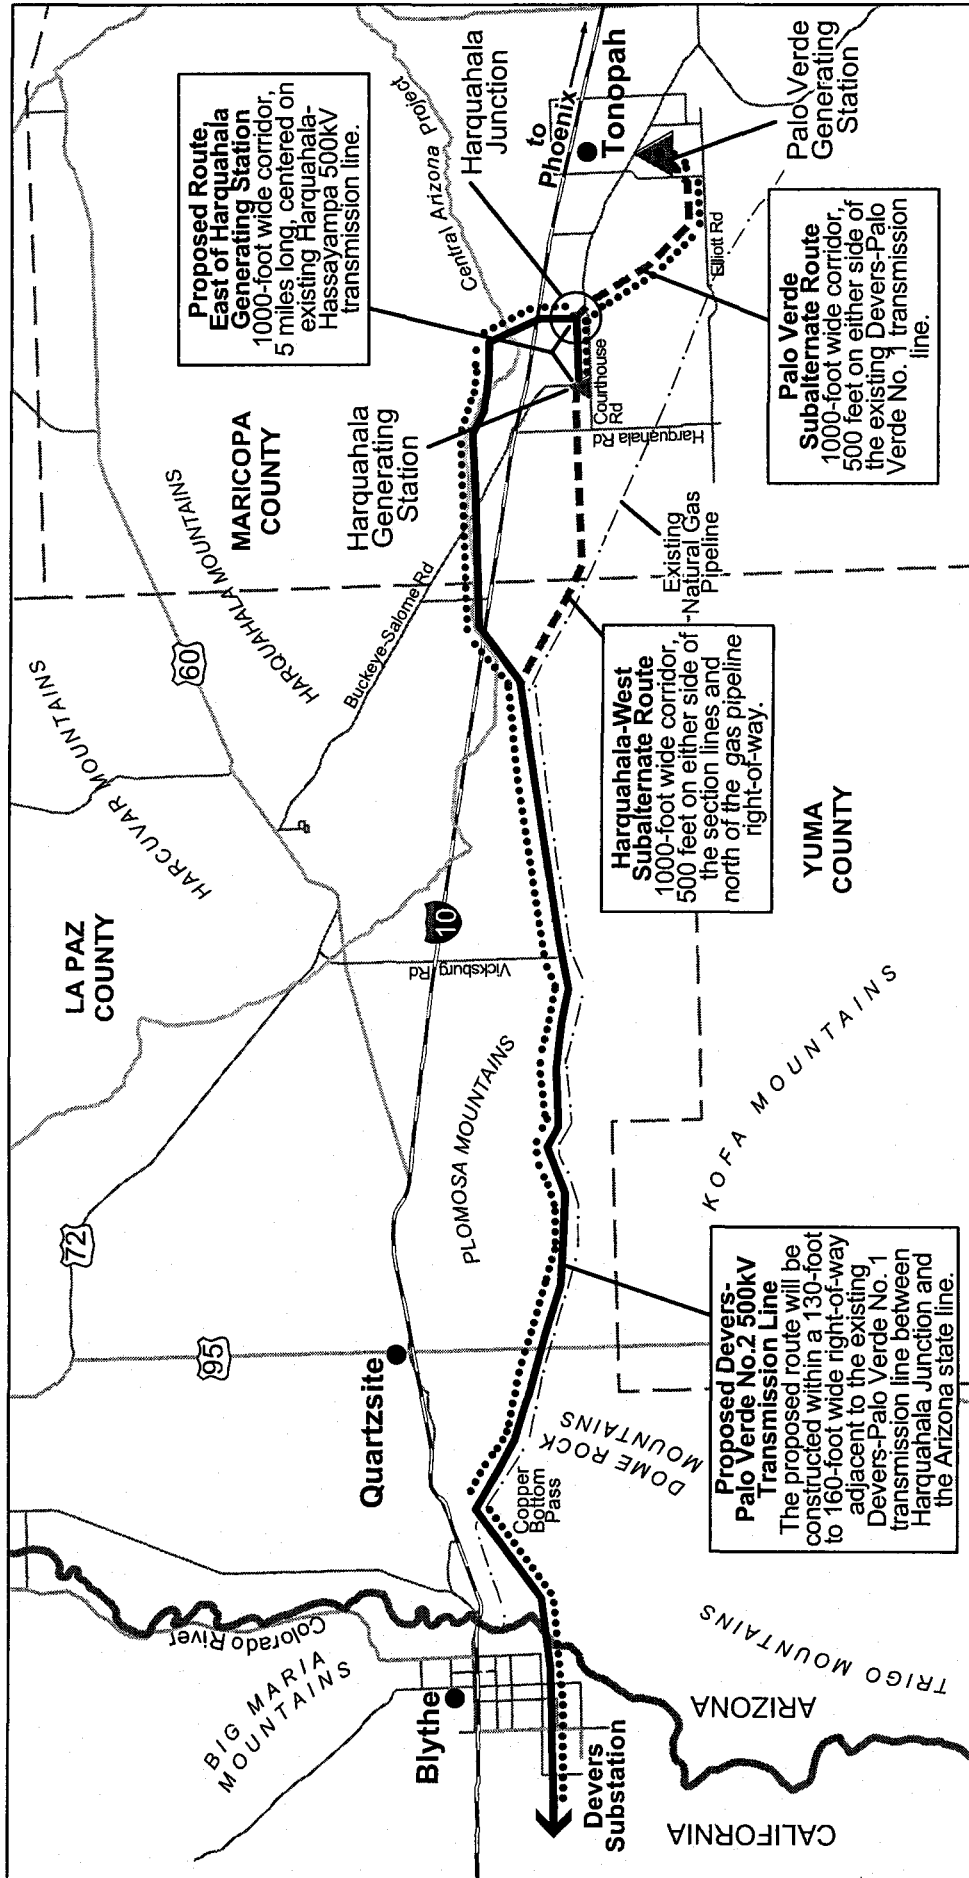 LA PAZ
COUNTY
HARCUVAR MOUNTAINS
HARQUAHALA MOUNTAINS
MARICOPA
COUNTY
Proposed Route,
East of Harquahala
Generating Station
1000-foot wide corridor,
5 miles long, centered on
existing Harquahala-
Hassayampa 500kV
transmission line.
Central Arizona Project
Harquahala
Junction
to
Phoenix
Tonopah
Palo Verde
Generating
Station
72
95
60
10
Buckeye-Salome Rd
Harquahala
Generating
Station
Courthouse
Rd
Harquahala Rd
Elliott Rd
Vicksburg Rd
Colorado River
BIG MARIA
MOUNTAINS
Blythe
Quartzsite
PLOMOSA MOUNTAINS
Devers
Substation
Copper
Bottom
Pass
DOME ROCK
MOUNTAINS
Existing
Natural Gas
Pipeline
Harquahala-West
Subalternate Route
1000-foot wide corridor,
500 feet on either side of
the section lines and
north of the gas pipeline
right-of-way.
Palo Verde
Subalternate Route
1000-foot wide corridor,
500 feet on either side of
the existing Devers-Palo
Verde No. 1 transmission
line.
Proposed Devers-
Palo Verde No.2 500kV
Transmission Line
The proposed route will be
constructed within a 130-foot
to 160-foot wide right-of-way
adjacent to the existing
Devers-Palo Verde No. 1
transmission line between
Harquahala Junction and
the Arizona state line.
KOFA MOUNTAINS
YUMA
COUNTY
TRIGO MOUNTAINS
ARIZONA
CALIFORNIA